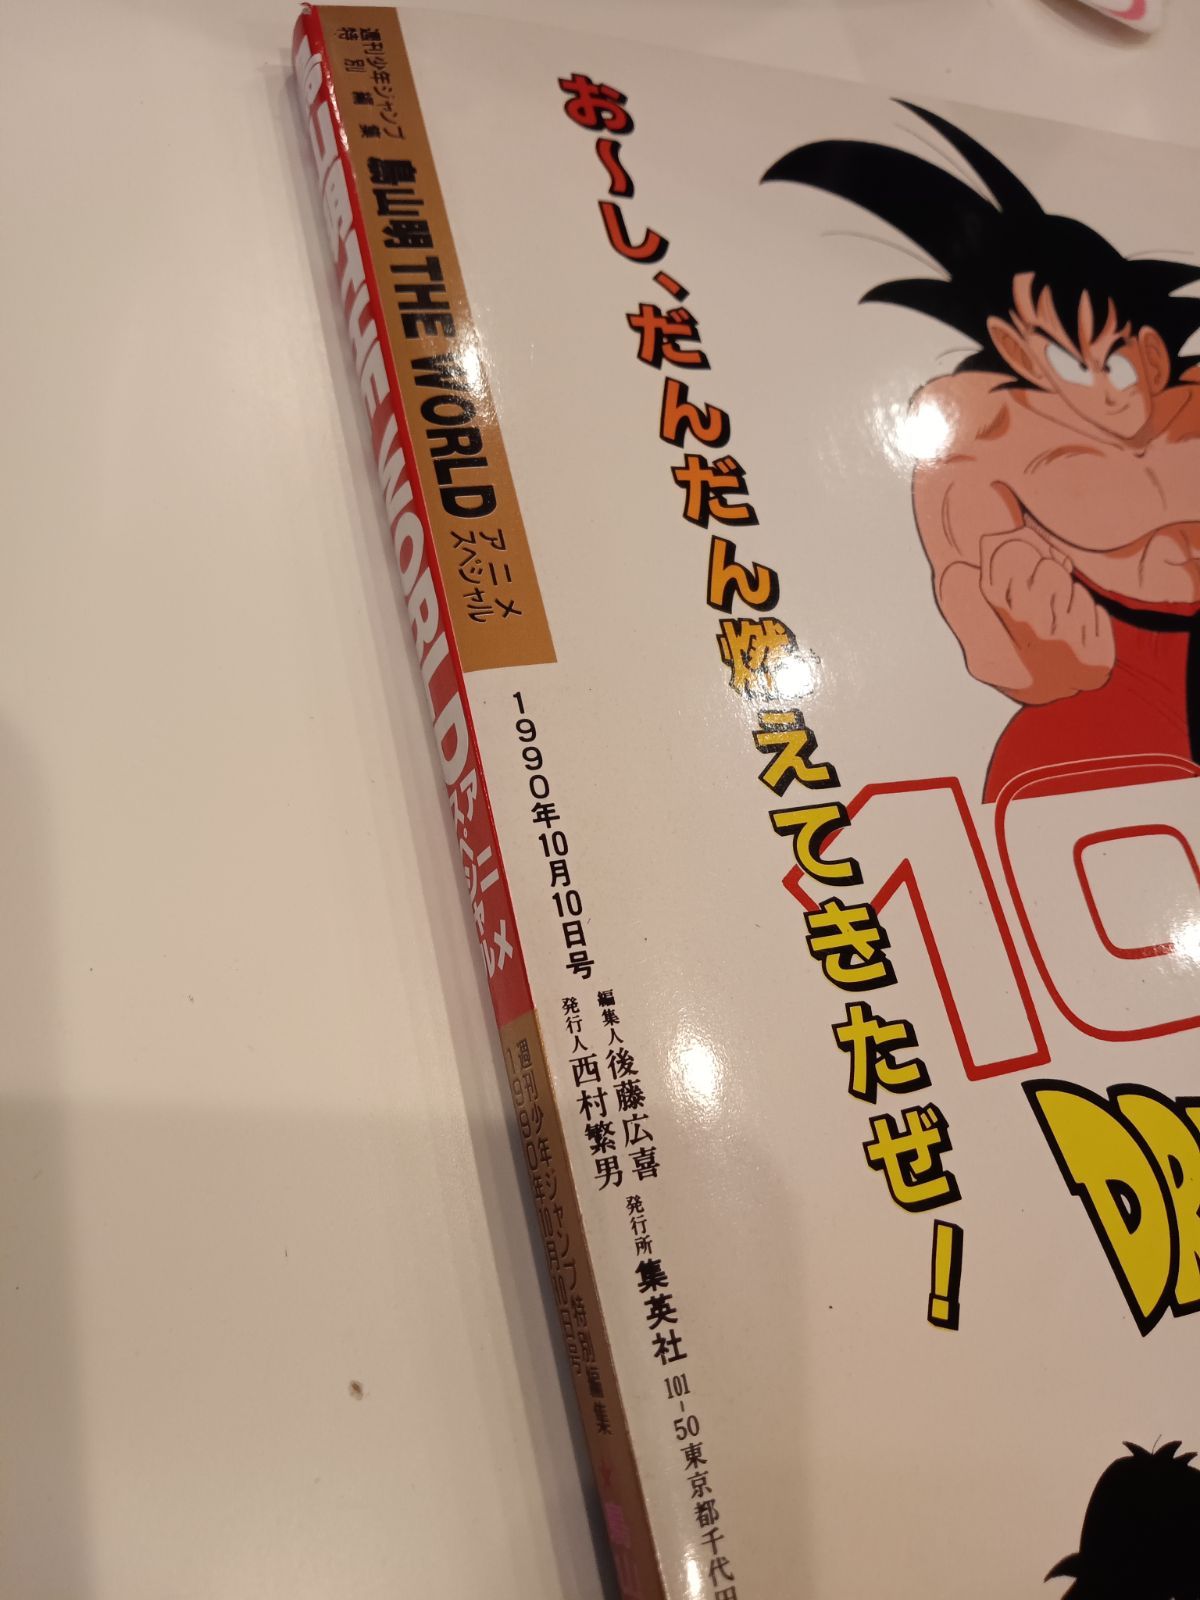 週刊少年ジャンプ
特別編集
鳥山明 THE WORLD
アニメ
スペシャル
1990年10月10日号
編集人 後藤広喜
発行人 西村繁男
発行所 集英社 101-50 東京都千代田
お〜し、だんだん燃えてきたぜ!
THE WORLD
アニメ
スペシャル
週刊少年ジャンプ特別編集
1990年10月10日号
鳥山
10
DR